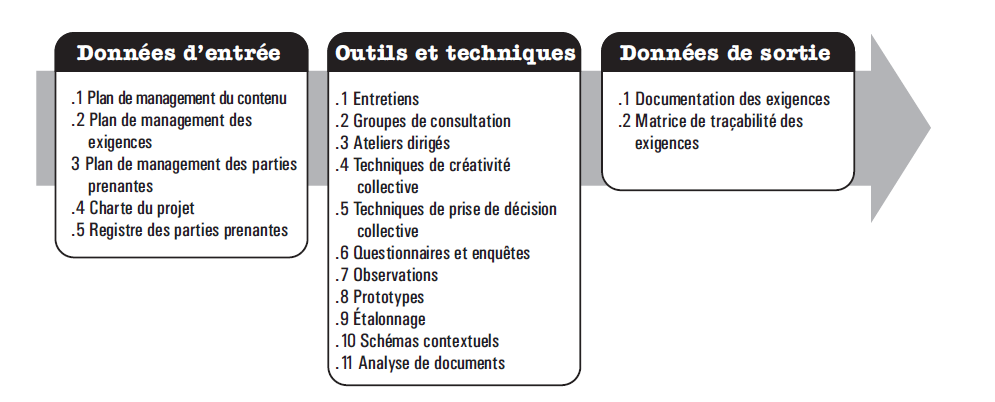 Données d'entrée
.1 Plan de management du contenu
.2 Plan de management des
exigences
3 Plan de management des parties
prenantes
.4 Charte du projet
.5 Registre des parties prenantes
Outils et techniques
.1 Entretiens
.2 Groupes de consultation
.3 Ateliers dirigés
.4 Techniques de créativité
collective
.5 Techniques de prise de décision
collective
.6 Questionnaires et enquêtes
.7 Observations
.8 Prototypes
.9 Étalonnage
.10 Schémas contextuels
.11 Analyse de documents
Données de sortie
.1 Documentation des exigences
.2 Matrice de traçabilité des
exigences